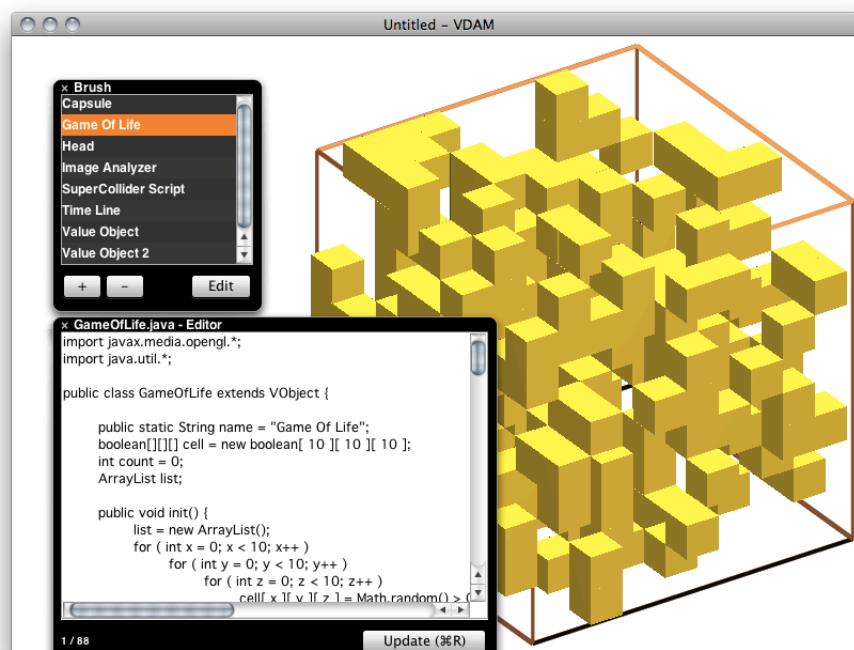 Untitled – VDAM
× Brush
Capsule
Game Of Life
Head
Image Analyzer
SuperCollider Script
Time Line
Value Object
Value Object 2
+ - Edit
× GameOfLife.java - Editor
import javax.media.opengl.*;
import java.util.*;
public class GameOfLife extends VObject {
public static String name = "Game Of Life";
boolean[][][] cell = new boolean[ 10 ][ 10 ][ 10 ];
int count = 0;
ArrayList list;
public void init() {
list = new ArrayList();
for ( int x = 0; x < 10; x++ )
for ( int y = 0; y < 10; y++ )
for ( int z = 0; z < 10; z++ )
cell[ x ][ y ][ z ] = Math.random() >
1 / 88
Update (⌘R)